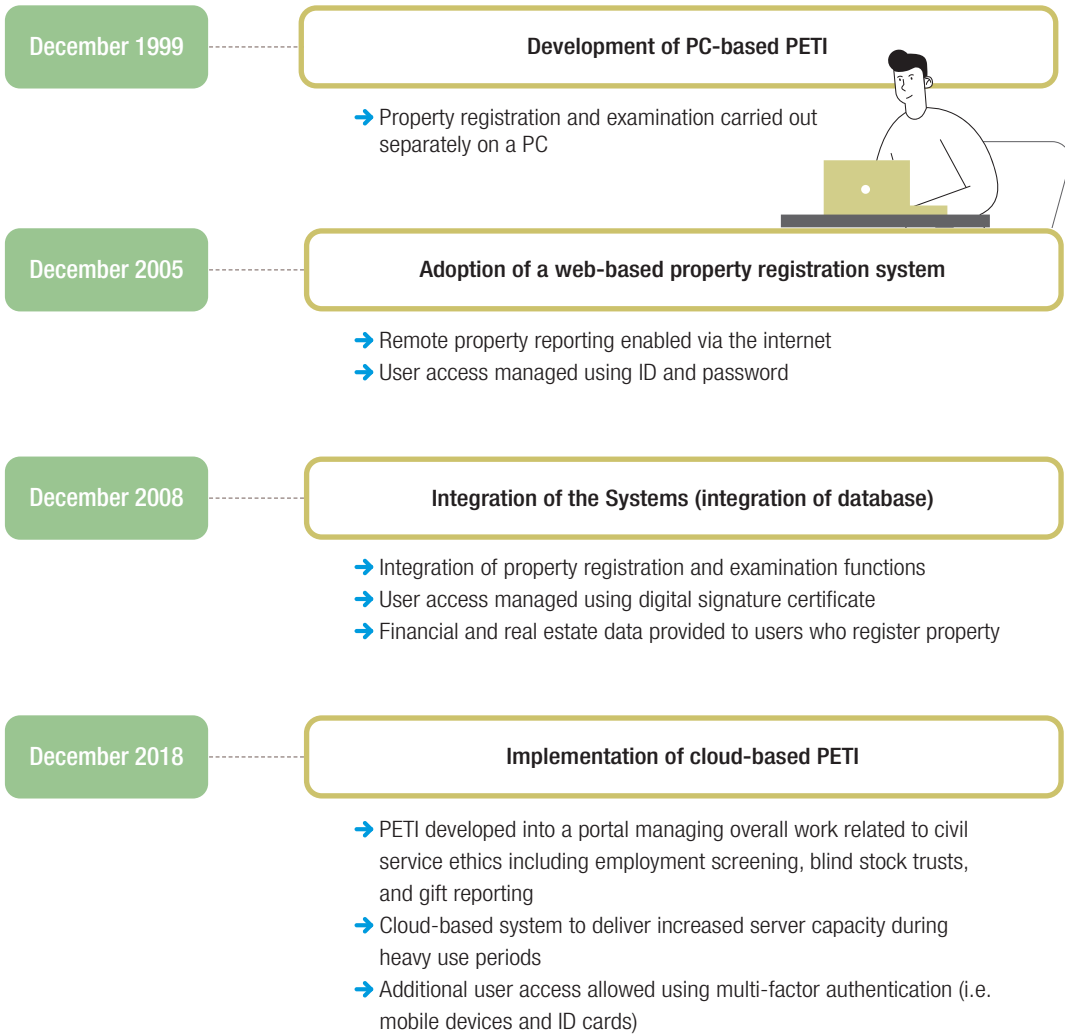 December 1999
Development of PC-based PETI
Property registration and examination carried out
separately on a PC
December 2005
Adoption of a web-based property registration system
Remote property reporting enabled via the internet
User access managed using ID and password
December 2008
Integration of the Systems (integration of database)
Integration of property registration and examination functions
User access managed using digital signature certificate
Financial and real estate data provided to users who register property
December 2018
Implementation of cloud-based PETI
PETI developed into a portal managing overall work related to civil
service ethics including employment screening, blind stock trusts,
and gift reporting
Cloud-based system to deliver increased server capacity during
heavy use periods
Additional user access allowed using multi-factor authentication (i.e.
mobile devices and ID cards)